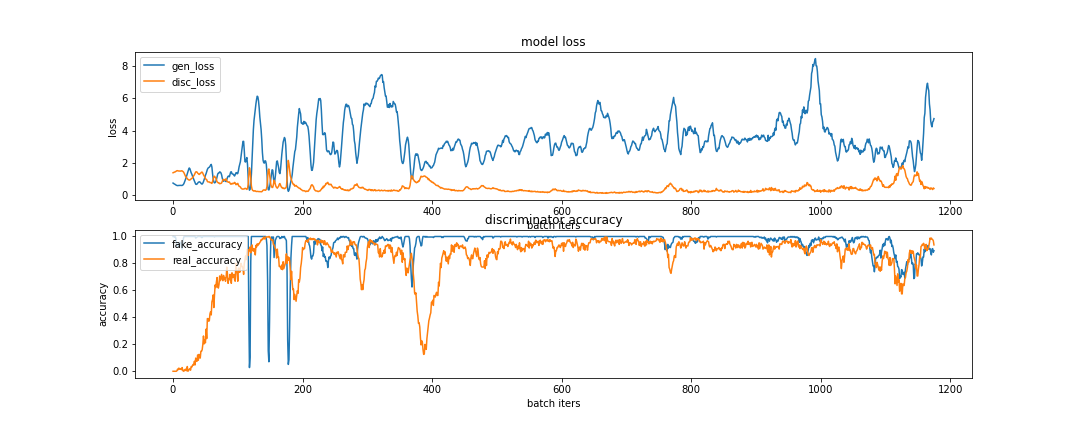 model loss
gen_loss
disc_loss
loss
8
6
4
2
0
0 200 400 600 800 1000 1200
batch iters
discriminator accuracy
fake_accuracy
real_accuracy
accuracy
1.0
0.8
0.6
0.4
0.2
0.0
0 200 400 600 800 1000 1200
batch iters